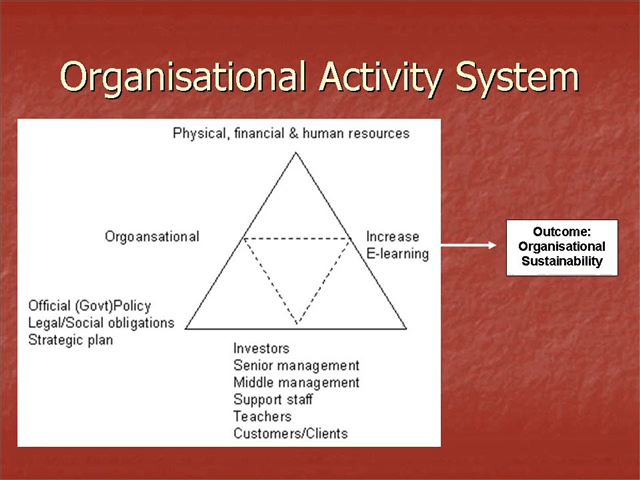 Organisational Activity System
Physical, financial & human resources
Orgoansational
Increase
E-learning
Outcome:
Organisational
Sustainability
Official (Govt)Policy
Legal/Social obligations
Strategic plan
Investors
Senior management
Middle management
Support staff
Teachers
Customers/Clients